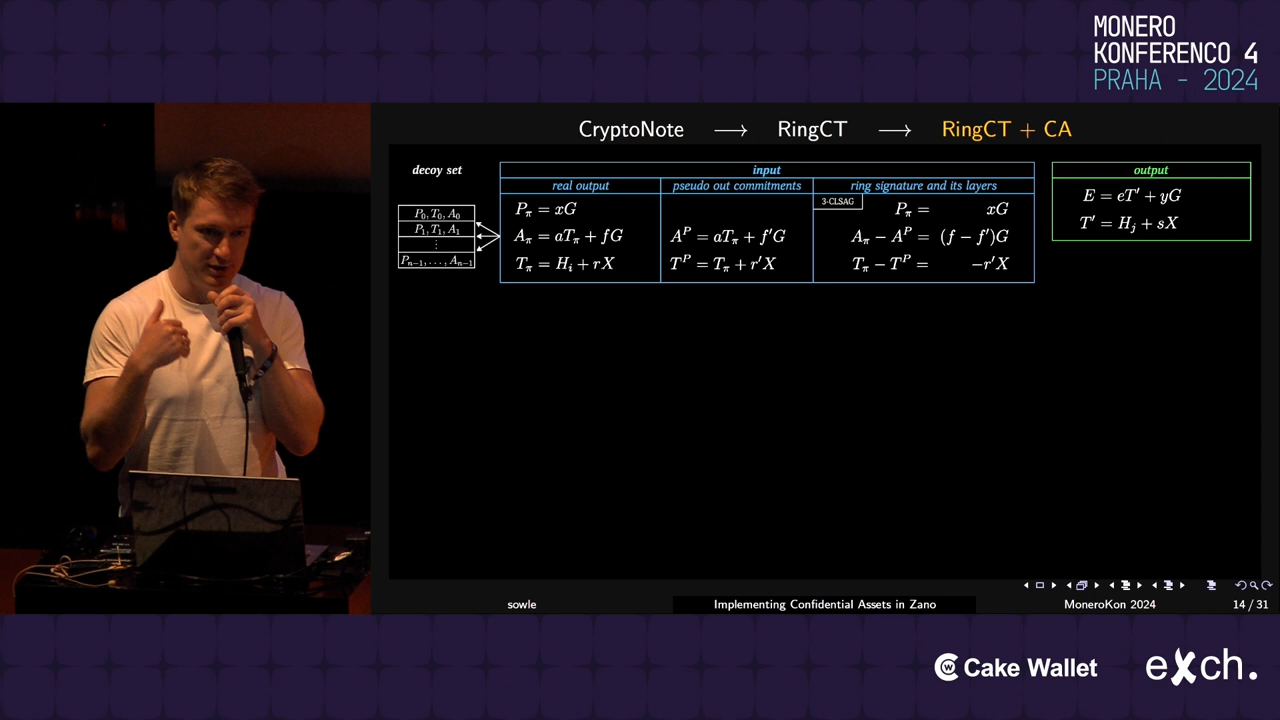 MONERO
KONFERENCO 4
PRAHA - 2024
CryptoNote → RingCT → RingCT + CA
decoy set
P₀, T₀, A₀
P₁, T₁, A₁
⋮
Pₙ₋₁, . . . , Aₙ₋₁
input
real output
pseudo out commitments
ring signature and its layers
3-CLSAG
P_π = xG
P_π = xG
A_π = aT_π + fG
A^P = aT_π + f'G
A_π − A^P = (f − f')G
T_π = H_i + rX
T^P = T_π + r'X
T_π − T^P = −r'X
output
E = eT' + yG
T' = H_j + sX
sowle
Implementing Confidential Assets in Zano
MoneroKon 2024
14 / 31
Cake Wallet
eXch.